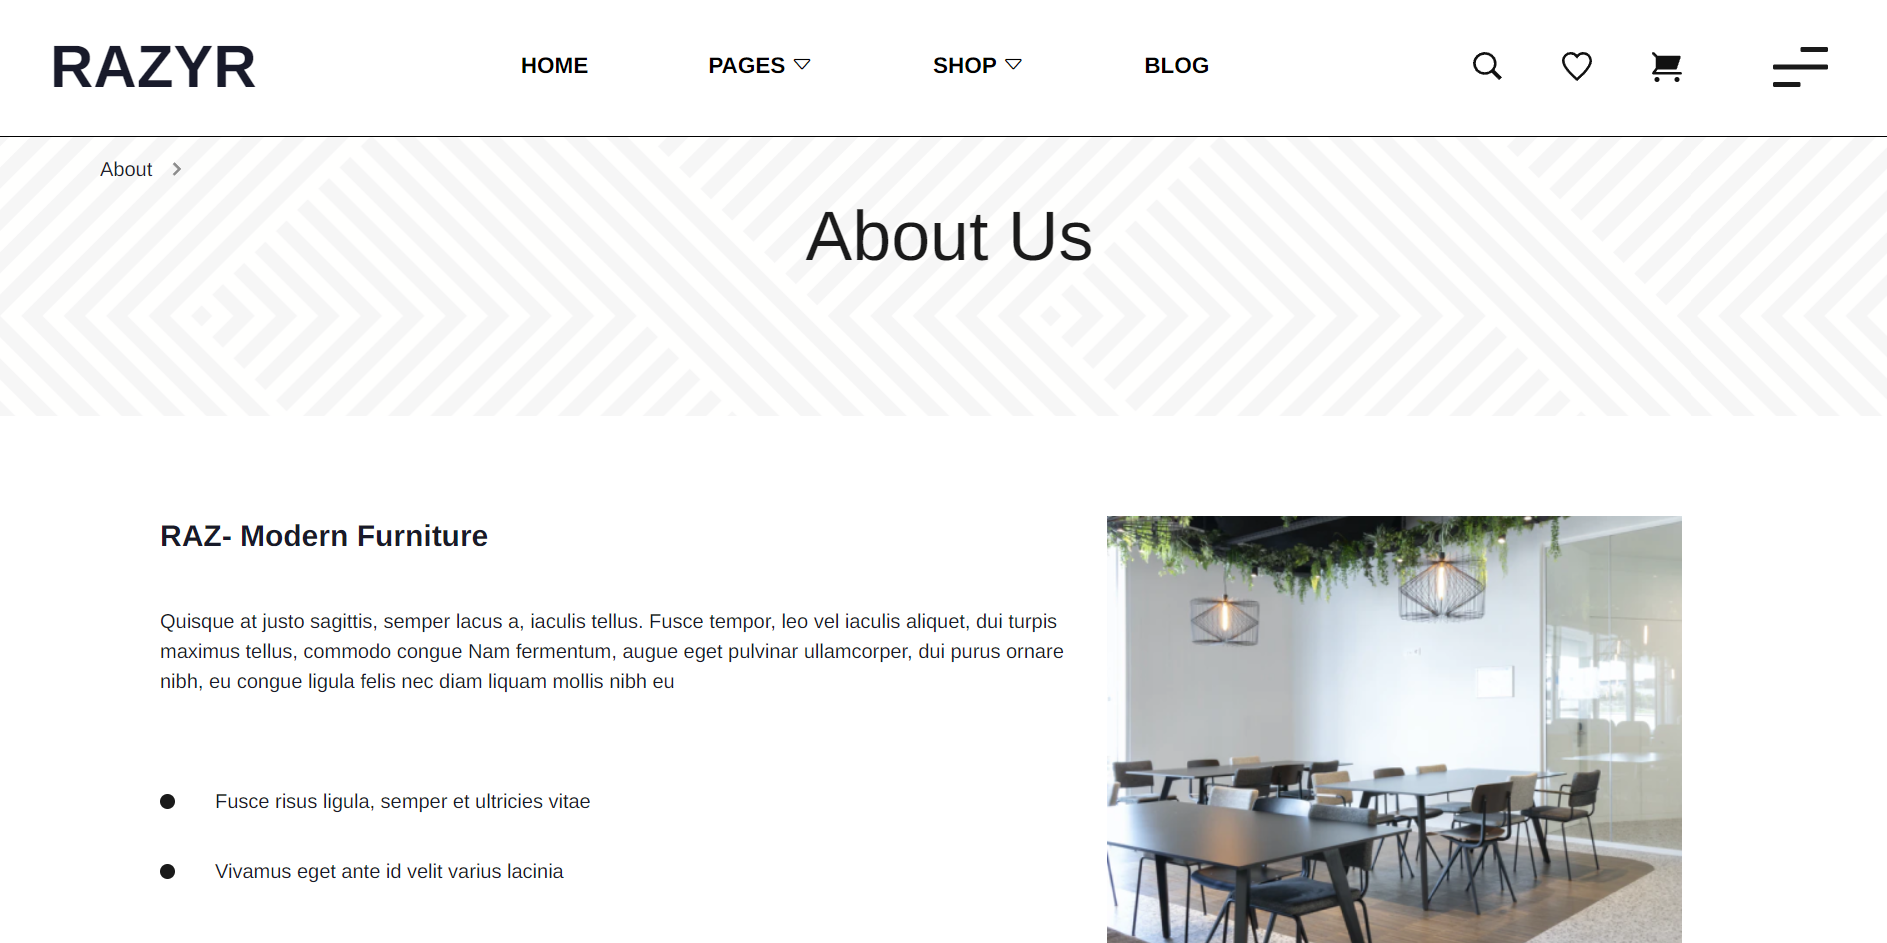 RAZYR
HOME PAGES SHOP BLOG
About
About Us
RAZ- Modern Furniture
Quisque at justo sagittis, semper lacus a, iaculis tellus. Fusce tempor, leo vel iaculis aliquet, dui turpis
maximus tellus, commodo congue Nam fermentum, augue eget pulvinar ullamcorper, dui purus ornare
nibh, eu congue ligula felis nec diam liquam mollis nibh eu
Fusce risus ligula, semper et ultricies vitae
Vivamus eget ante id velit varius lacinia